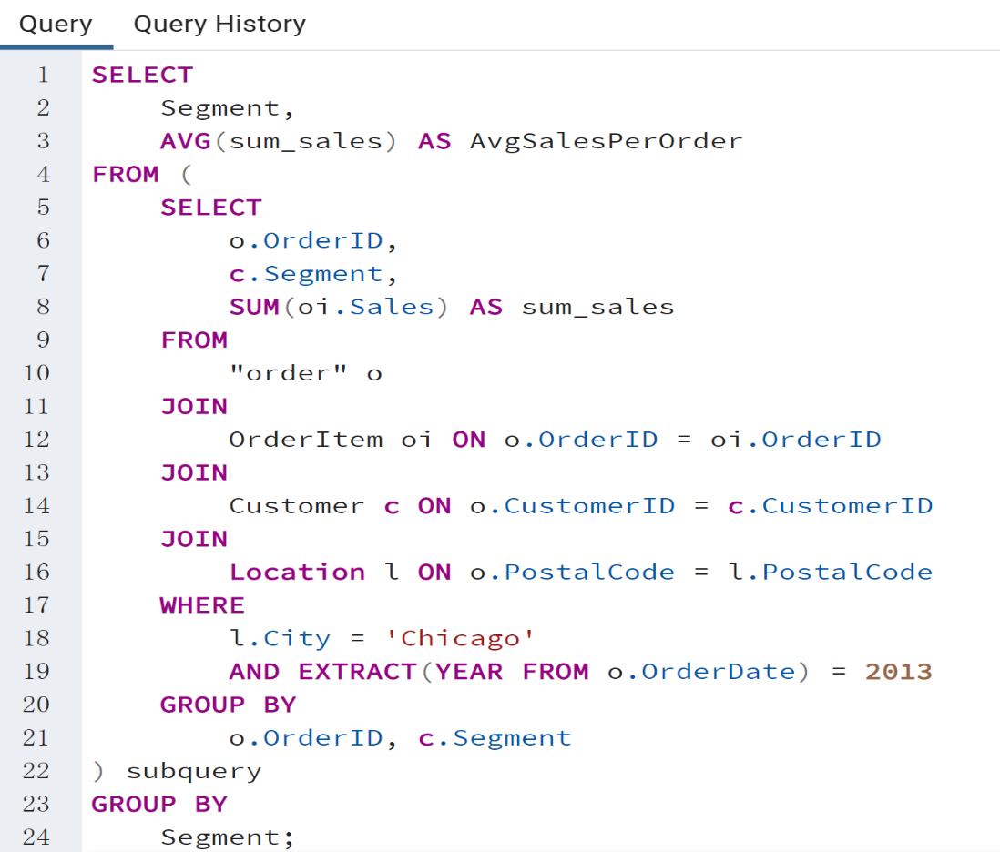 Query Query History
1 SELECT
2 Segment,
3 AVG(sum_sales) AS AvgSalesPerOrder
4 FROM (
5 SELECT
6 o.OrderID,
7 c.Segment,
8 SUM(oi.Sales) AS sum_sales
9 FROM
10 "order" o
11 JOIN
12 OrderItem oi ON o.OrderID = oi.OrderID
13 JOIN
14 Customer c ON o.CustomerID = c.CustomerID
15 JOIN
16 Location l ON o.PostalCode = l.PostalCode
17 WHERE
18 l.City = 'Chicago'
19 AND EXTRACT(YEAR FROM o.OrderDate) = 2013
20 GROUP BY
21 o.OrderID, c.Segment
22 ) subquery
23 GROUP BY
24 Segment;